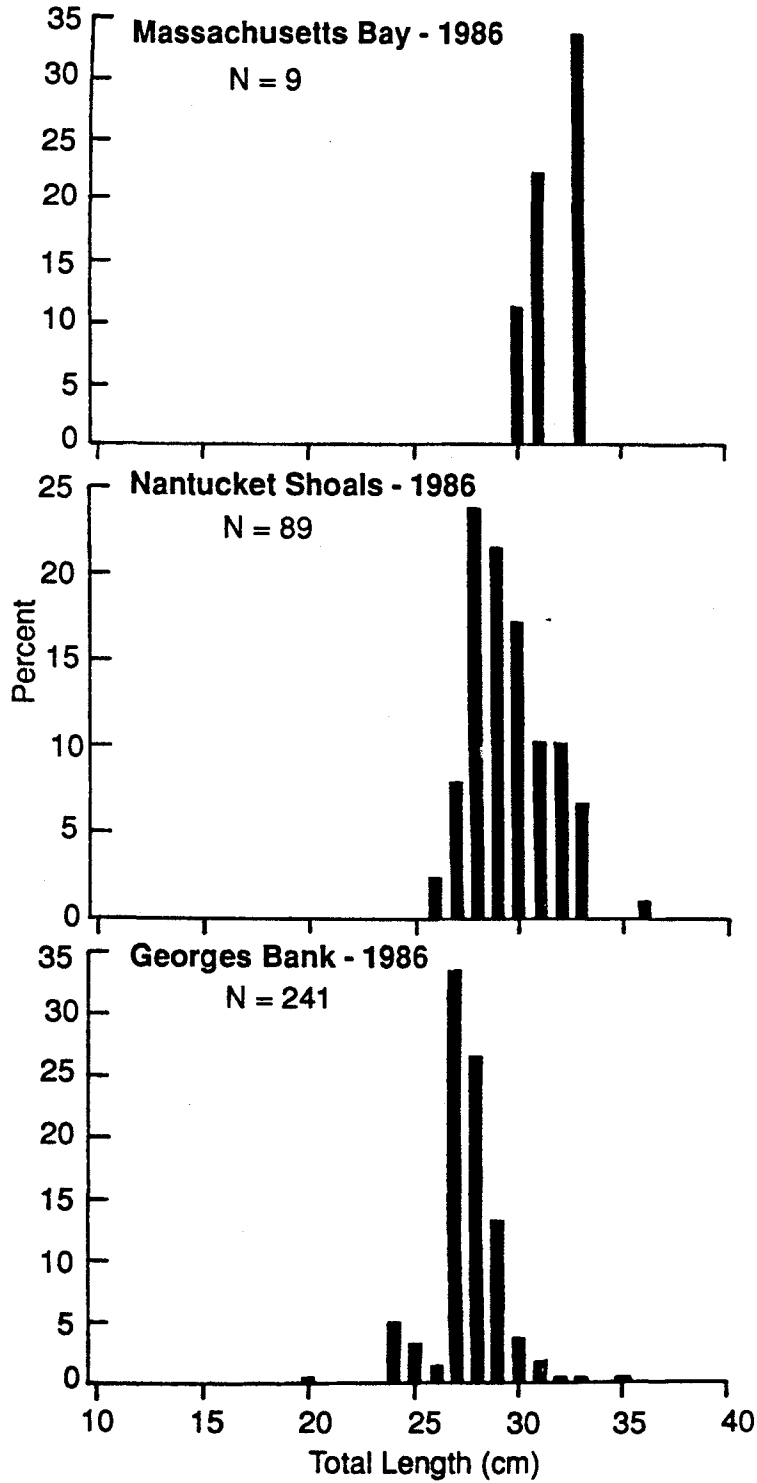 Massachusetts Bay - 1986
N = 9
35
30
25
20
15
10
5
0
Nantucket Shoals - 1986
N = 89
25
20
15
10
5
0
Percent
Georges Bank - 1986
N = 241
35
30
25
20
15
10
5
0
10 15 20 25 30 35 40
Total Length (cm)